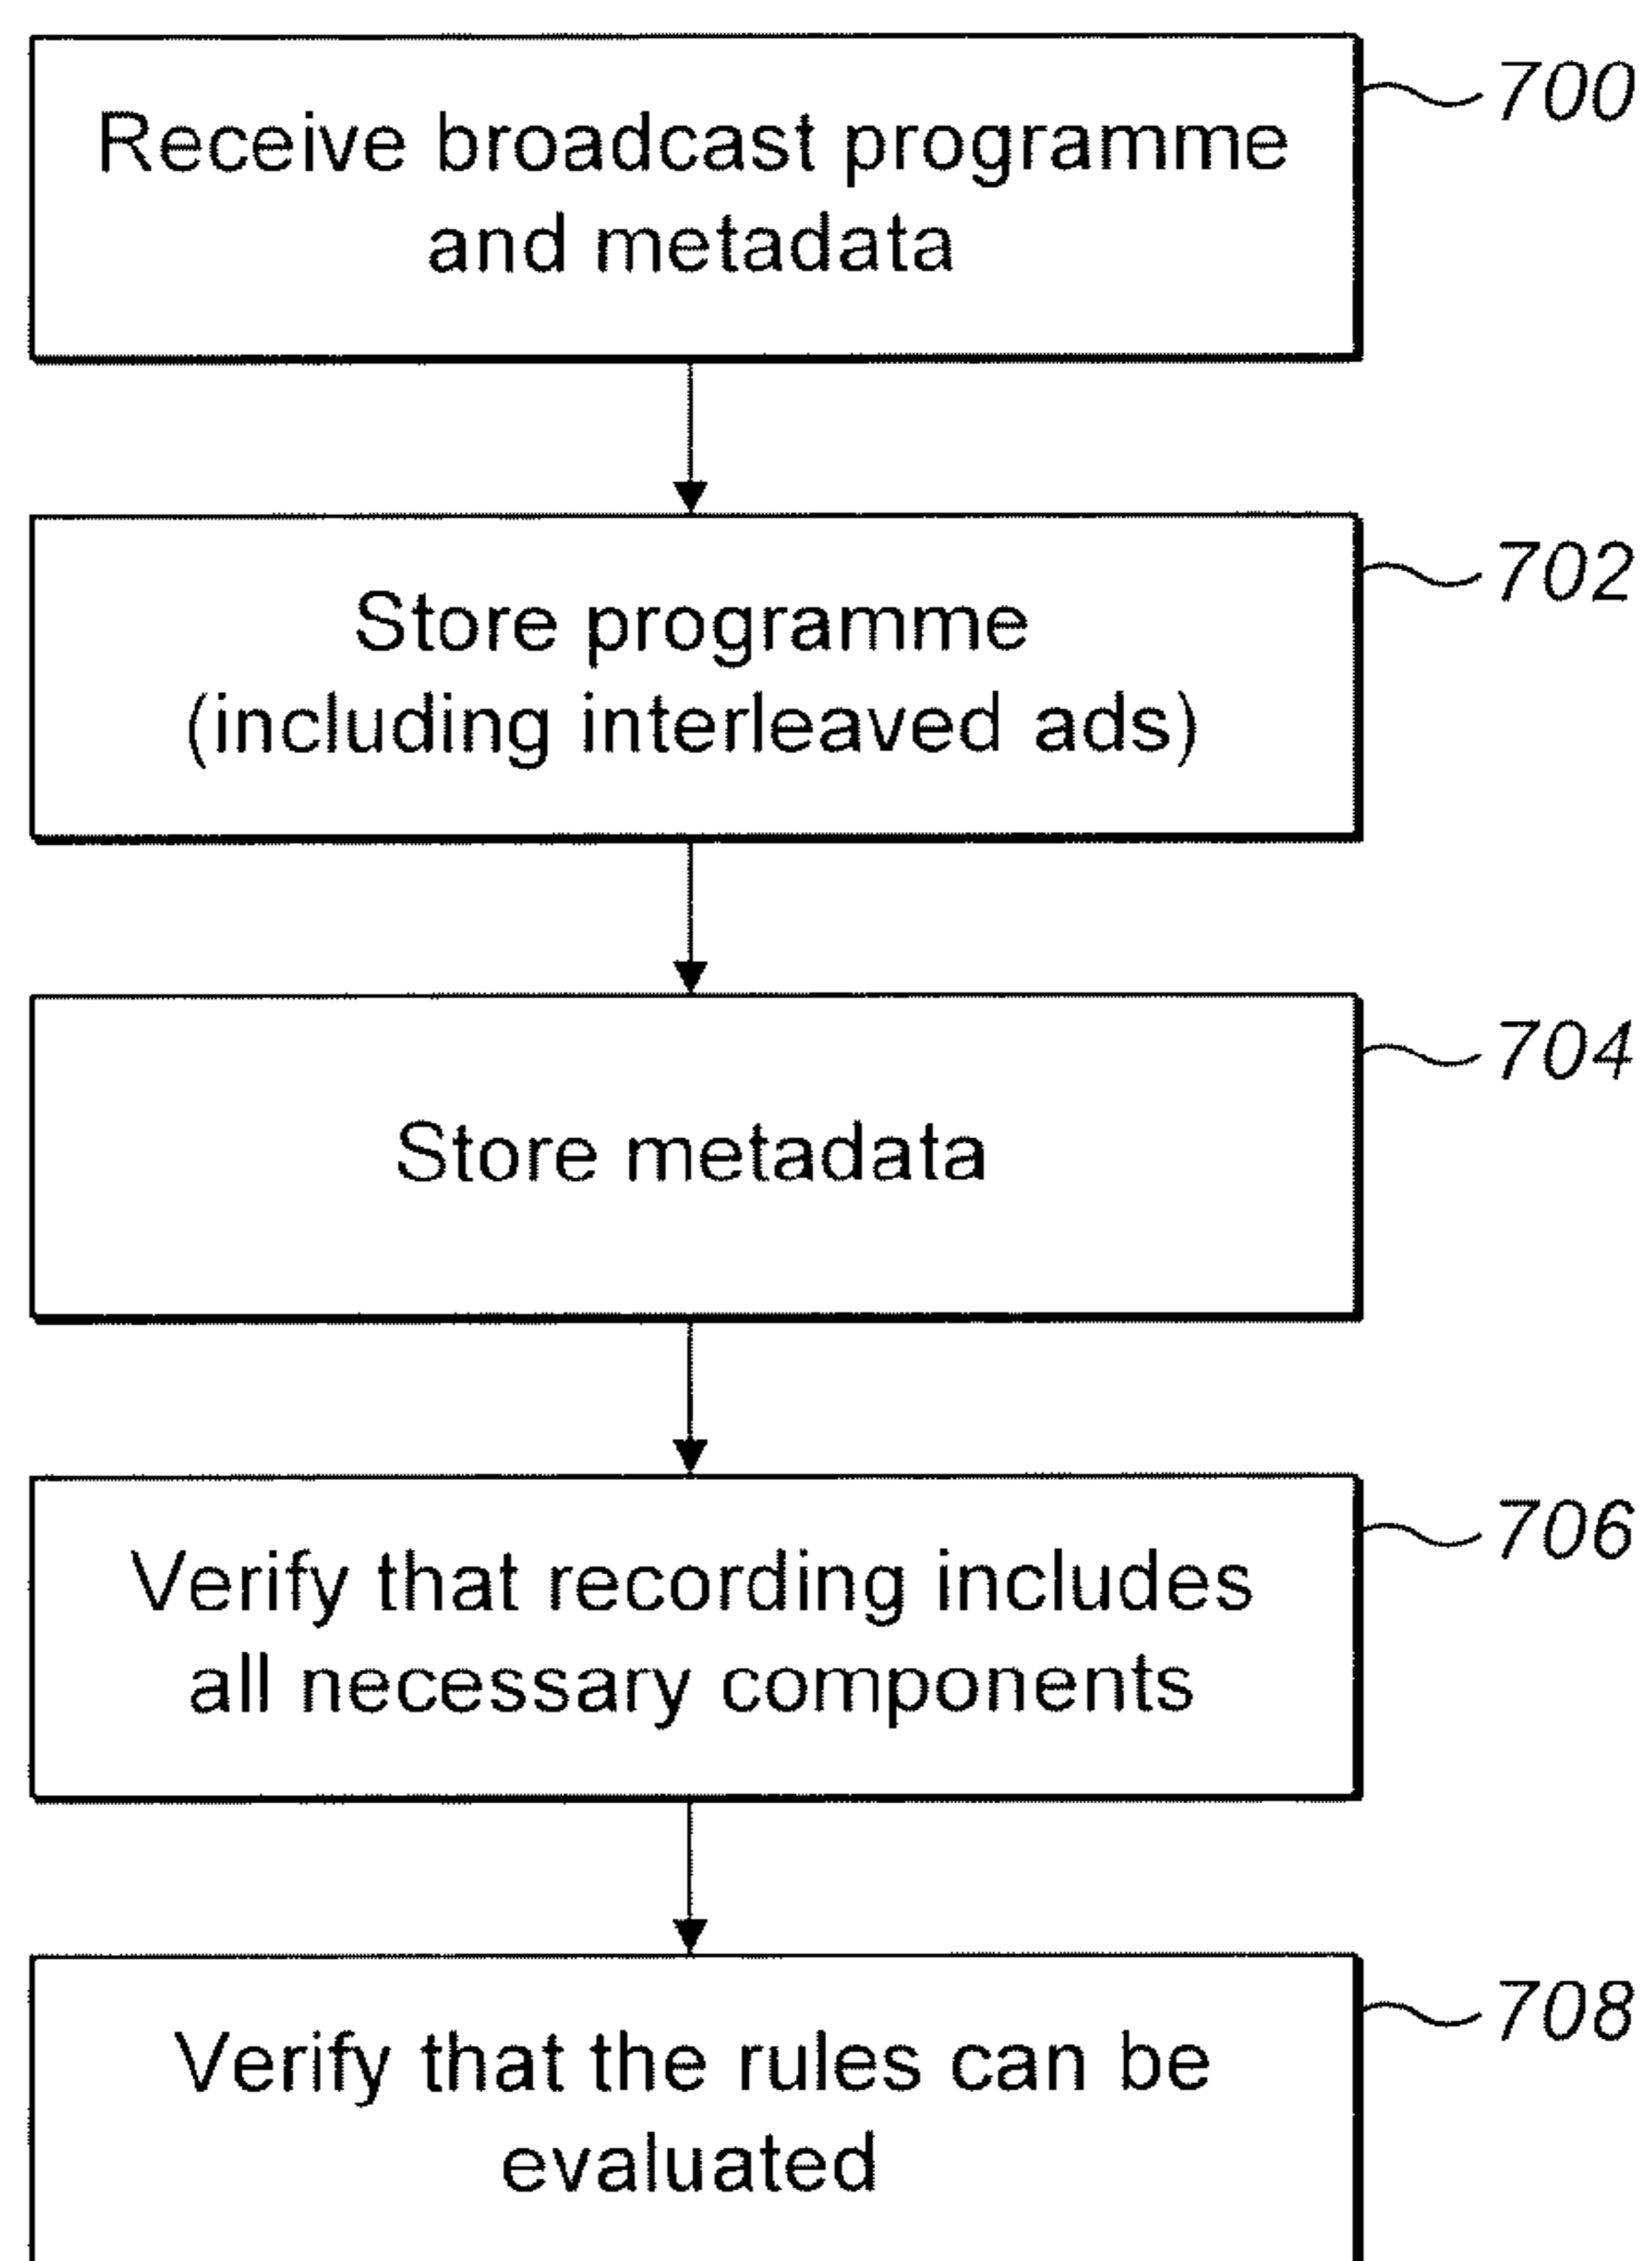 Receive broadcast programme
and metadata
700
Store programme
(including interleaved ads)
702
Store metadata
704
Verify that recording includes
all necessary components
706
Verify that the rules can be
evaluated
708